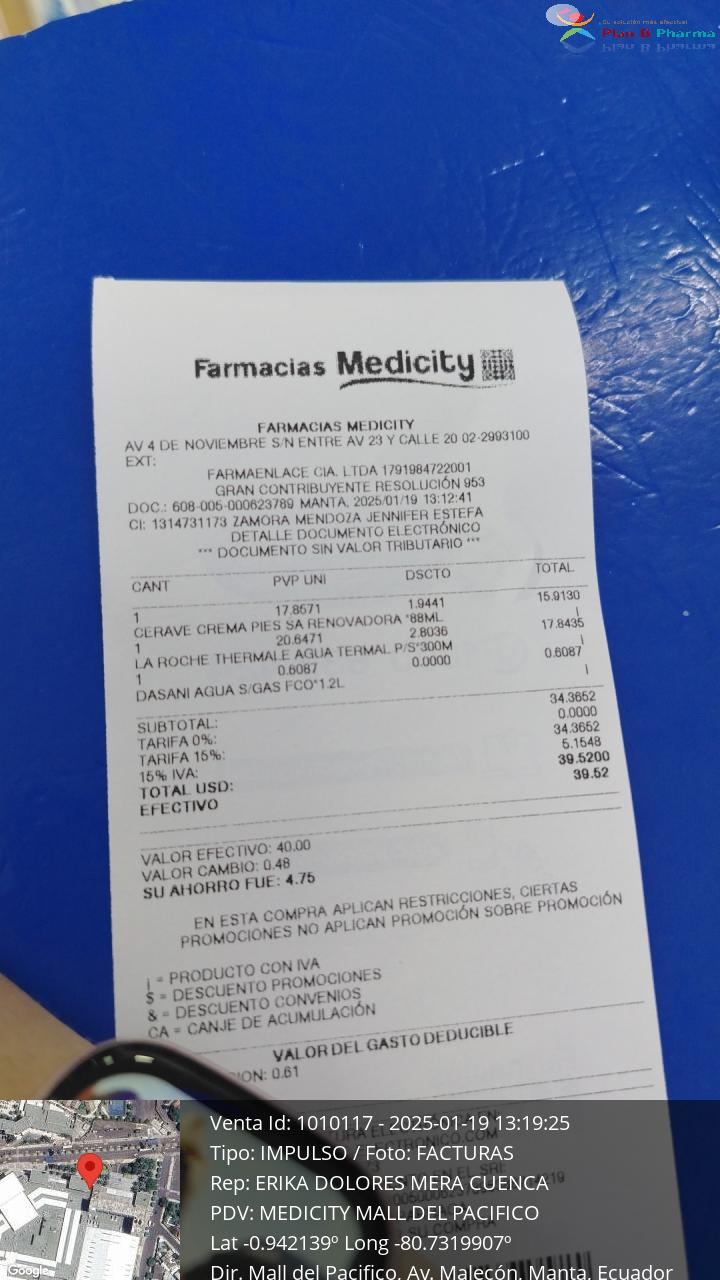 Su solución más efectiva!
Plan B Pharma
Farmacias Medicity
FARMACIAS MEDICITY
AV 4 DE NOVIEMBRE S/N ENTRE AV 23 Y CALLE 20 02-2993100
EXT:
FARMAENLACE CIA. LTDA 1791984722001
GRAN CONTRIBUYENTE RESOLUCIÓN 953
DOC.: 608-005-000623789 MANTA, 2025/01/19 13:12:41
CI: 1314731173 ZAMORA MENDOZA JENNIFER ESTEFA
DETALLE DOCUMENTO ELECTRÓNICO
*** DOCUMENTO SIN VALOR TRIBUTARIO ***
CANT PVP UNI DSCTO TOTAL
1 17.8571 1.9441 15.9130
CERAVE CREMA PIES SA RENOVADORA *88ML |
1 20.6471 2.8036 17.8435
LA ROCHE THERMALE AGUA TERMAL P/S*300M |
1 0.6087 0.0000 0.6087
DASANI AGUA S/GAS FCO*1.2L |
SUBTOTAL: 34.3652
TARIFA 0%: 0.0000
TARIFA 15%: 34.3652
15% IVA: 5.1548
TOTAL USD: 39.5200
EFECTIVO 39.52
VALOR EFECTIVO: 40.00
VALOR CAMBIO: 0.48
SU AHORRO FUE: 4.75
EN ESTA COMPRA APLICAN RESTRICCIONES, CIERTAS
PROMOCIONES NO APLICAN PROMOCIÓN SOBRE PROMOCIÓN
| = PRODUCTO CON IVA
$ = DESCUENTO PROMOCIONES
& = DESCUENTO CONVENIOS
CA = CANJE DE ACUMULACIÓN
VALOR DEL GASTO DEDUCIBLE
ION: 0.61
Venta Id: 1010117 - 2025-01-19 13:19:25
Tipo: IMPULSO / Foto: FACTURAS
Rep: ERIKA DOLORES MERA CUENCA
PDV: MEDICITY MALL DEL PACIFICO
Lat -0.942139º Long -80.7319907º
Dir. Mall del Pacifico, Av. Malecón, Manta, Ecuador
Google